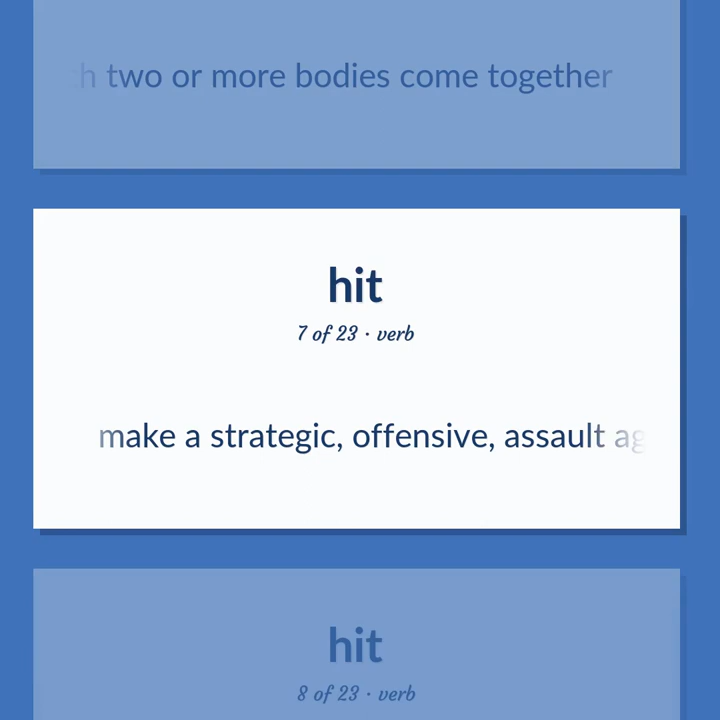 two or more bodies come together
hit
7 of 23 · verb
make a strategic, offensive, assault
hit
8 of 23 · verb